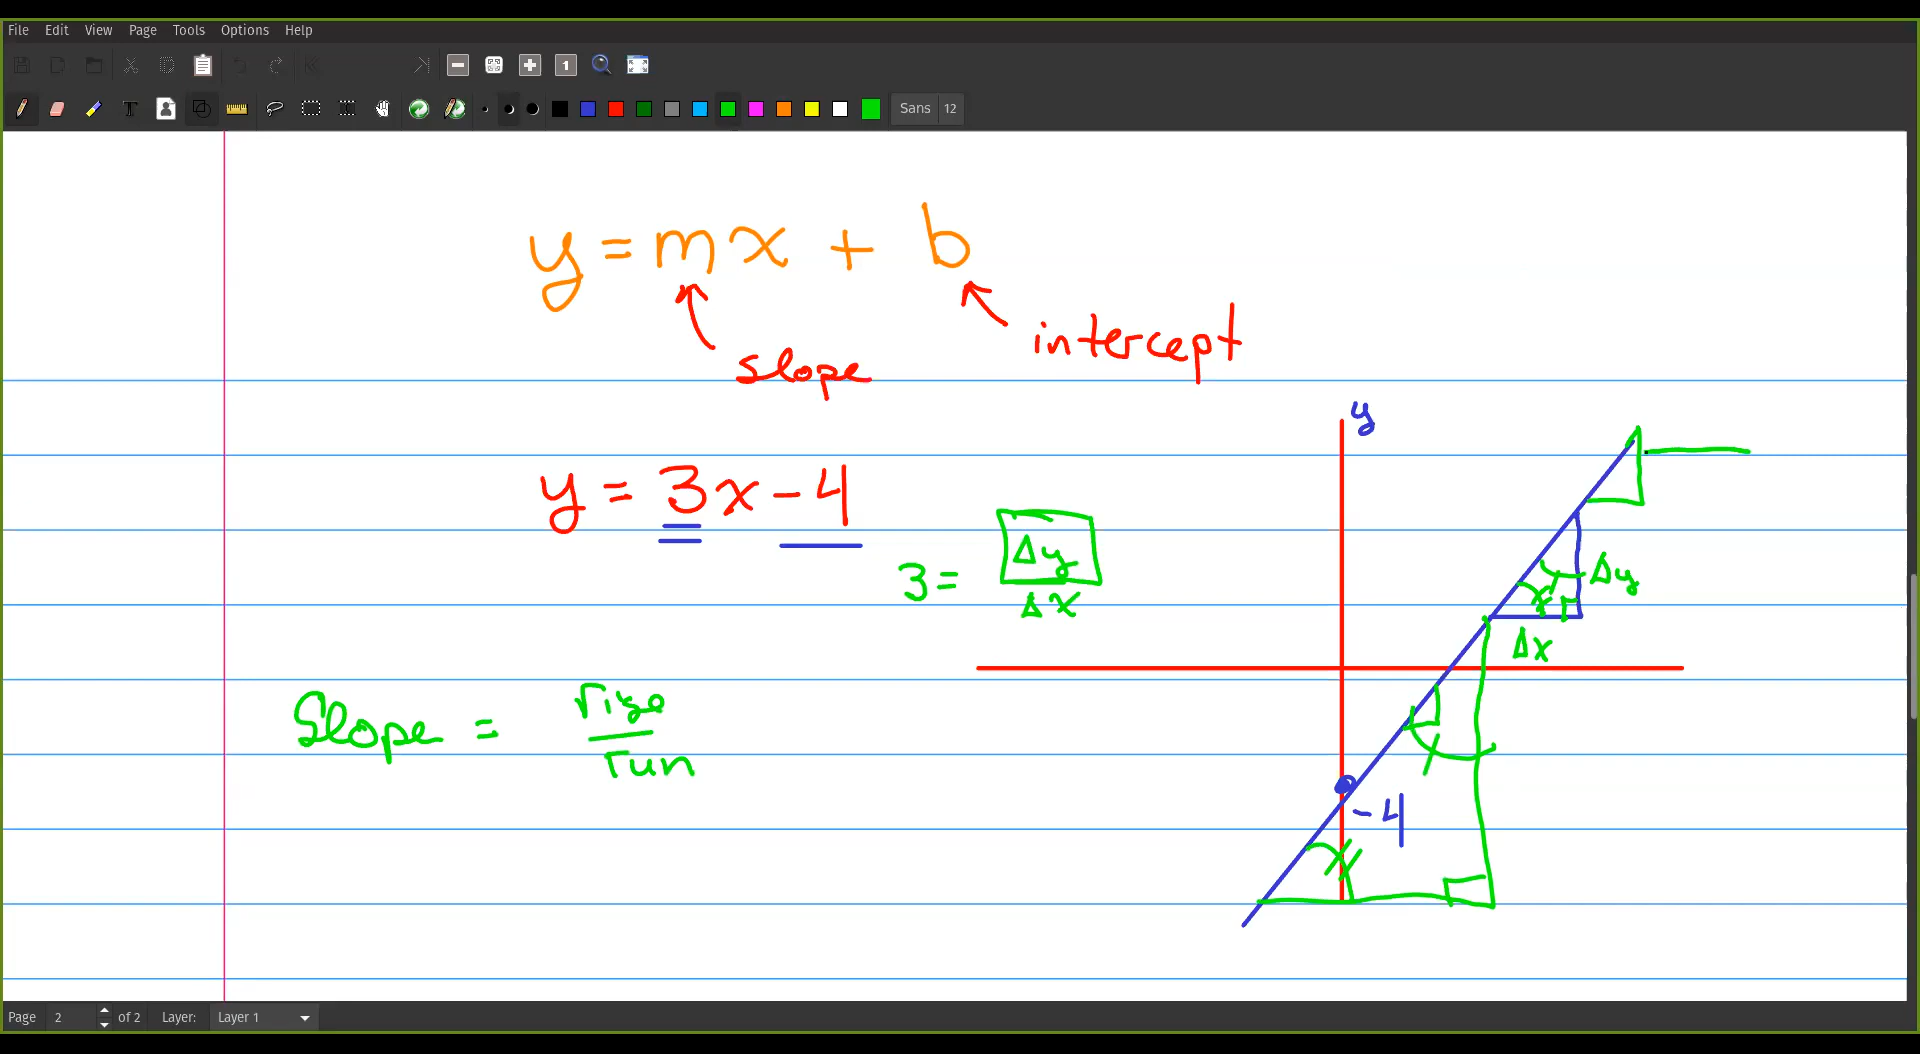 File Edit View Page Tools Options Help
1
T Sans 12
y = mx + b
slope
intercept
y = 3x - 4
y
3 = Δy/Δx
Δy
Δx
Slope = rise/run
-4
Page 2 of 2 Layer: Layer 1